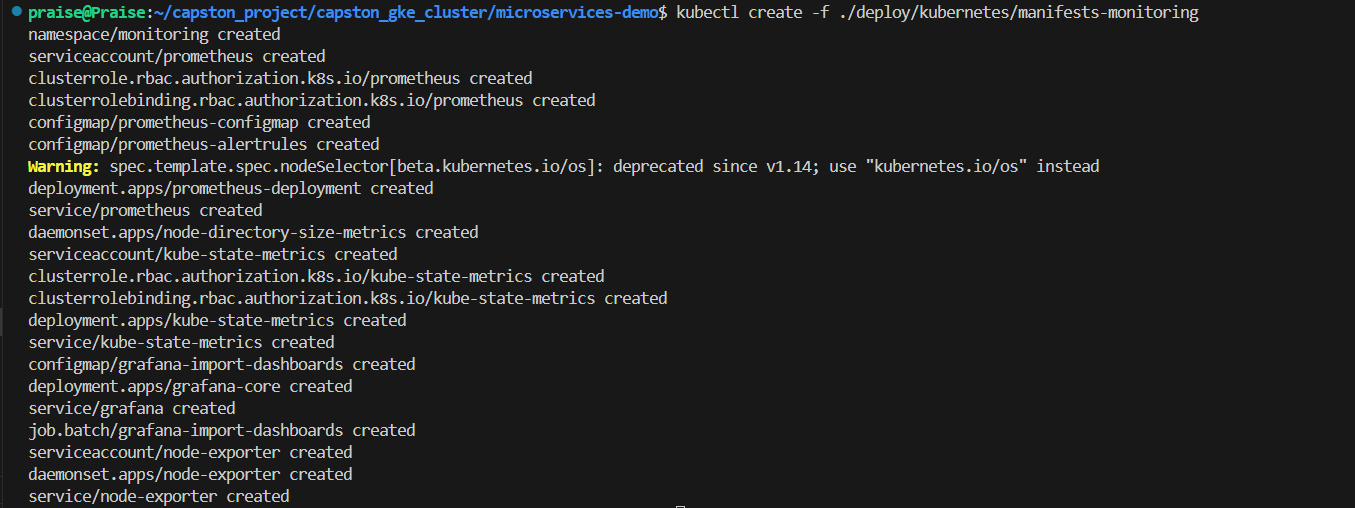 praise@Praise:~/capston_project/capston_gke_cluster/microservices-demo$ kubectl create -f ./deploy/kubernetes/manifests-monitoring
namespace/monitoring created
serviceaccount/prometheus created
clusterrole.rbac.authorization.k8s.io/prometheus created
clusterrolebinding.rbac.authorization.k8s.io/prometheus created
configmap/prometheus-configmap created
configmap/prometheus-alertrules created
Warning: spec.template.spec.nodeSelector[beta.kubernetes.io/os]: deprecated since v1.14; use "kubernetes.io/os" instead
deployment.apps/prometheus-deployment created
service/prometheus created
daemonset.apps/node-directory-size-metrics created
serviceaccount/kube-state-metrics created
clusterrole.rbac.authorization.k8s.io/kube-state-metrics created
clusterrolebinding.rbac.authorization.k8s.io/kube-state-metrics created
deployment.apps/kube-state-metrics created
service/kube-state-metrics created
configmap/grafana-import-dashboards created
deployment.apps/grafana-core created
service/grafana created
job.batch/grafana-import-dashboards created
serviceaccount/node-exporter created
daemonset.apps/node-exporter created
service/node-exporter created